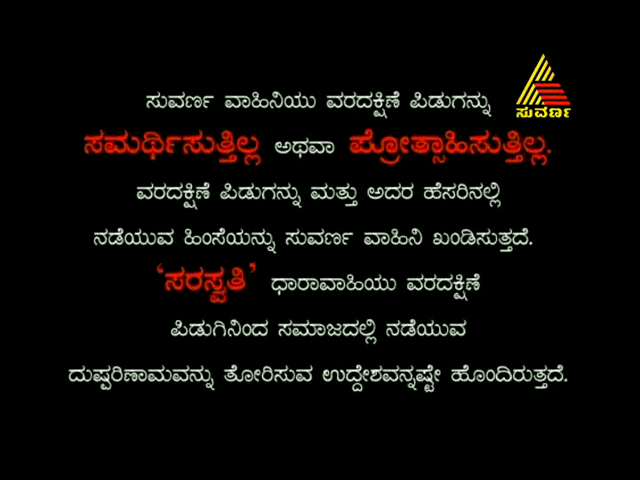 ಸುವರ್ಣ
ಸುವರ್ಣ ವಾಹಿನಿಯು ವರದಕ್ಷಿಣೆ ಪಿಡುಗನ್ನು
ಸಮರ್ಥಿಸುತ್ತಿಲ್ಲ ಅಥವಾ ಪ್ರೋತ್ಸಾಹಿಸುತ್ತಿಲ್ಲ.
ವರದಕ್ಷಿಣೆ ಪಿಡುಗನ್ನು ಮತ್ತು ಅದರ ಹೆಸರಿನಲ್ಲಿ
ನಡೆಯುವ ಹಿಂಸೆಯನ್ನು ಸುವರ್ಣ ವಾಹಿನಿ ಖಂಡಿಸುತ್ತದೆ.
‘ಸರಸ್ವತಿ’ ಧಾರಾವಾಹಿಯು ವರದಕ್ಷಿಣೆ
ಪಿಡುಗಿನಿಂದ ಸಮಾಜದಲ್ಲಿ ನಡೆಯುವ
ದುಷ್ಪರಿಣಾಮವನ್ನು ತೋರಿಸುವ ಉದ್ದೇಶವನ್ನಷ್ಟೇ ಹೊಂದಿರುತ್ತದೆ.